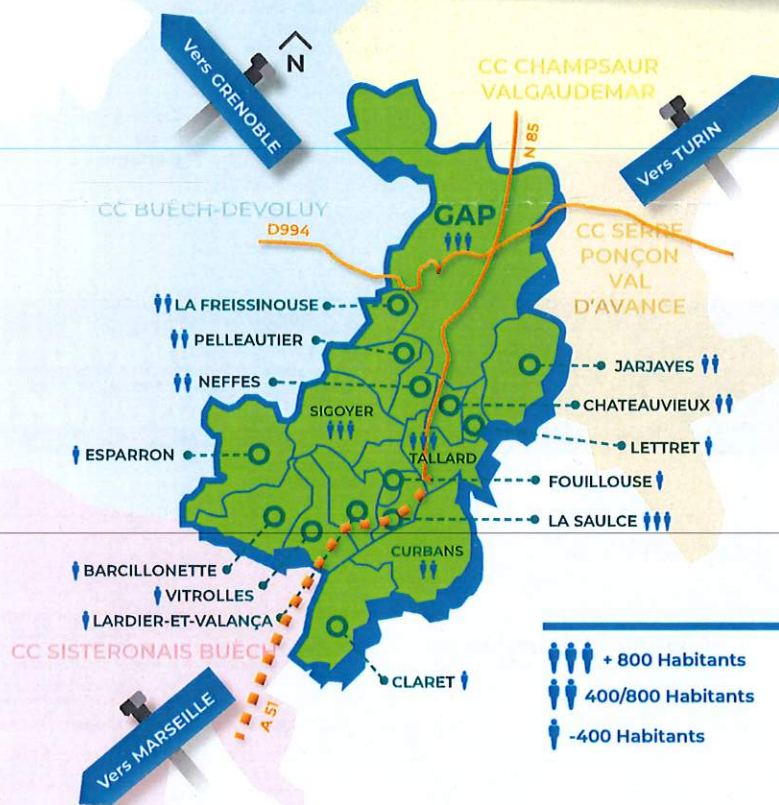 Vers GRENOBLE
N
CC CHAMPSAUR
VALGAUDEMAR
N 85
Vers TURIN
CC BUËCH-DEVOLUY
D994
GAP
CC SERRE
PONÇON
VAL
D'AVANCE
LA FREISSINOUSE
PELLEAUTIER
NEFFES
SIGOYER
JARJAYES
CHATEAUVIEUX
LETTRET
TALLARD
ESPARRON
FOUILLOUSE
LA SAULCE
CURBANS
BARCILLONETTE
VITROLLES
LARDIER-ET-VALANÇA
CC SISTERONAIS BUËCH
CLARET
A 51
Vers MARSEILLE
+ 800 Habitants
400/800 Habitants
-400 Habitants